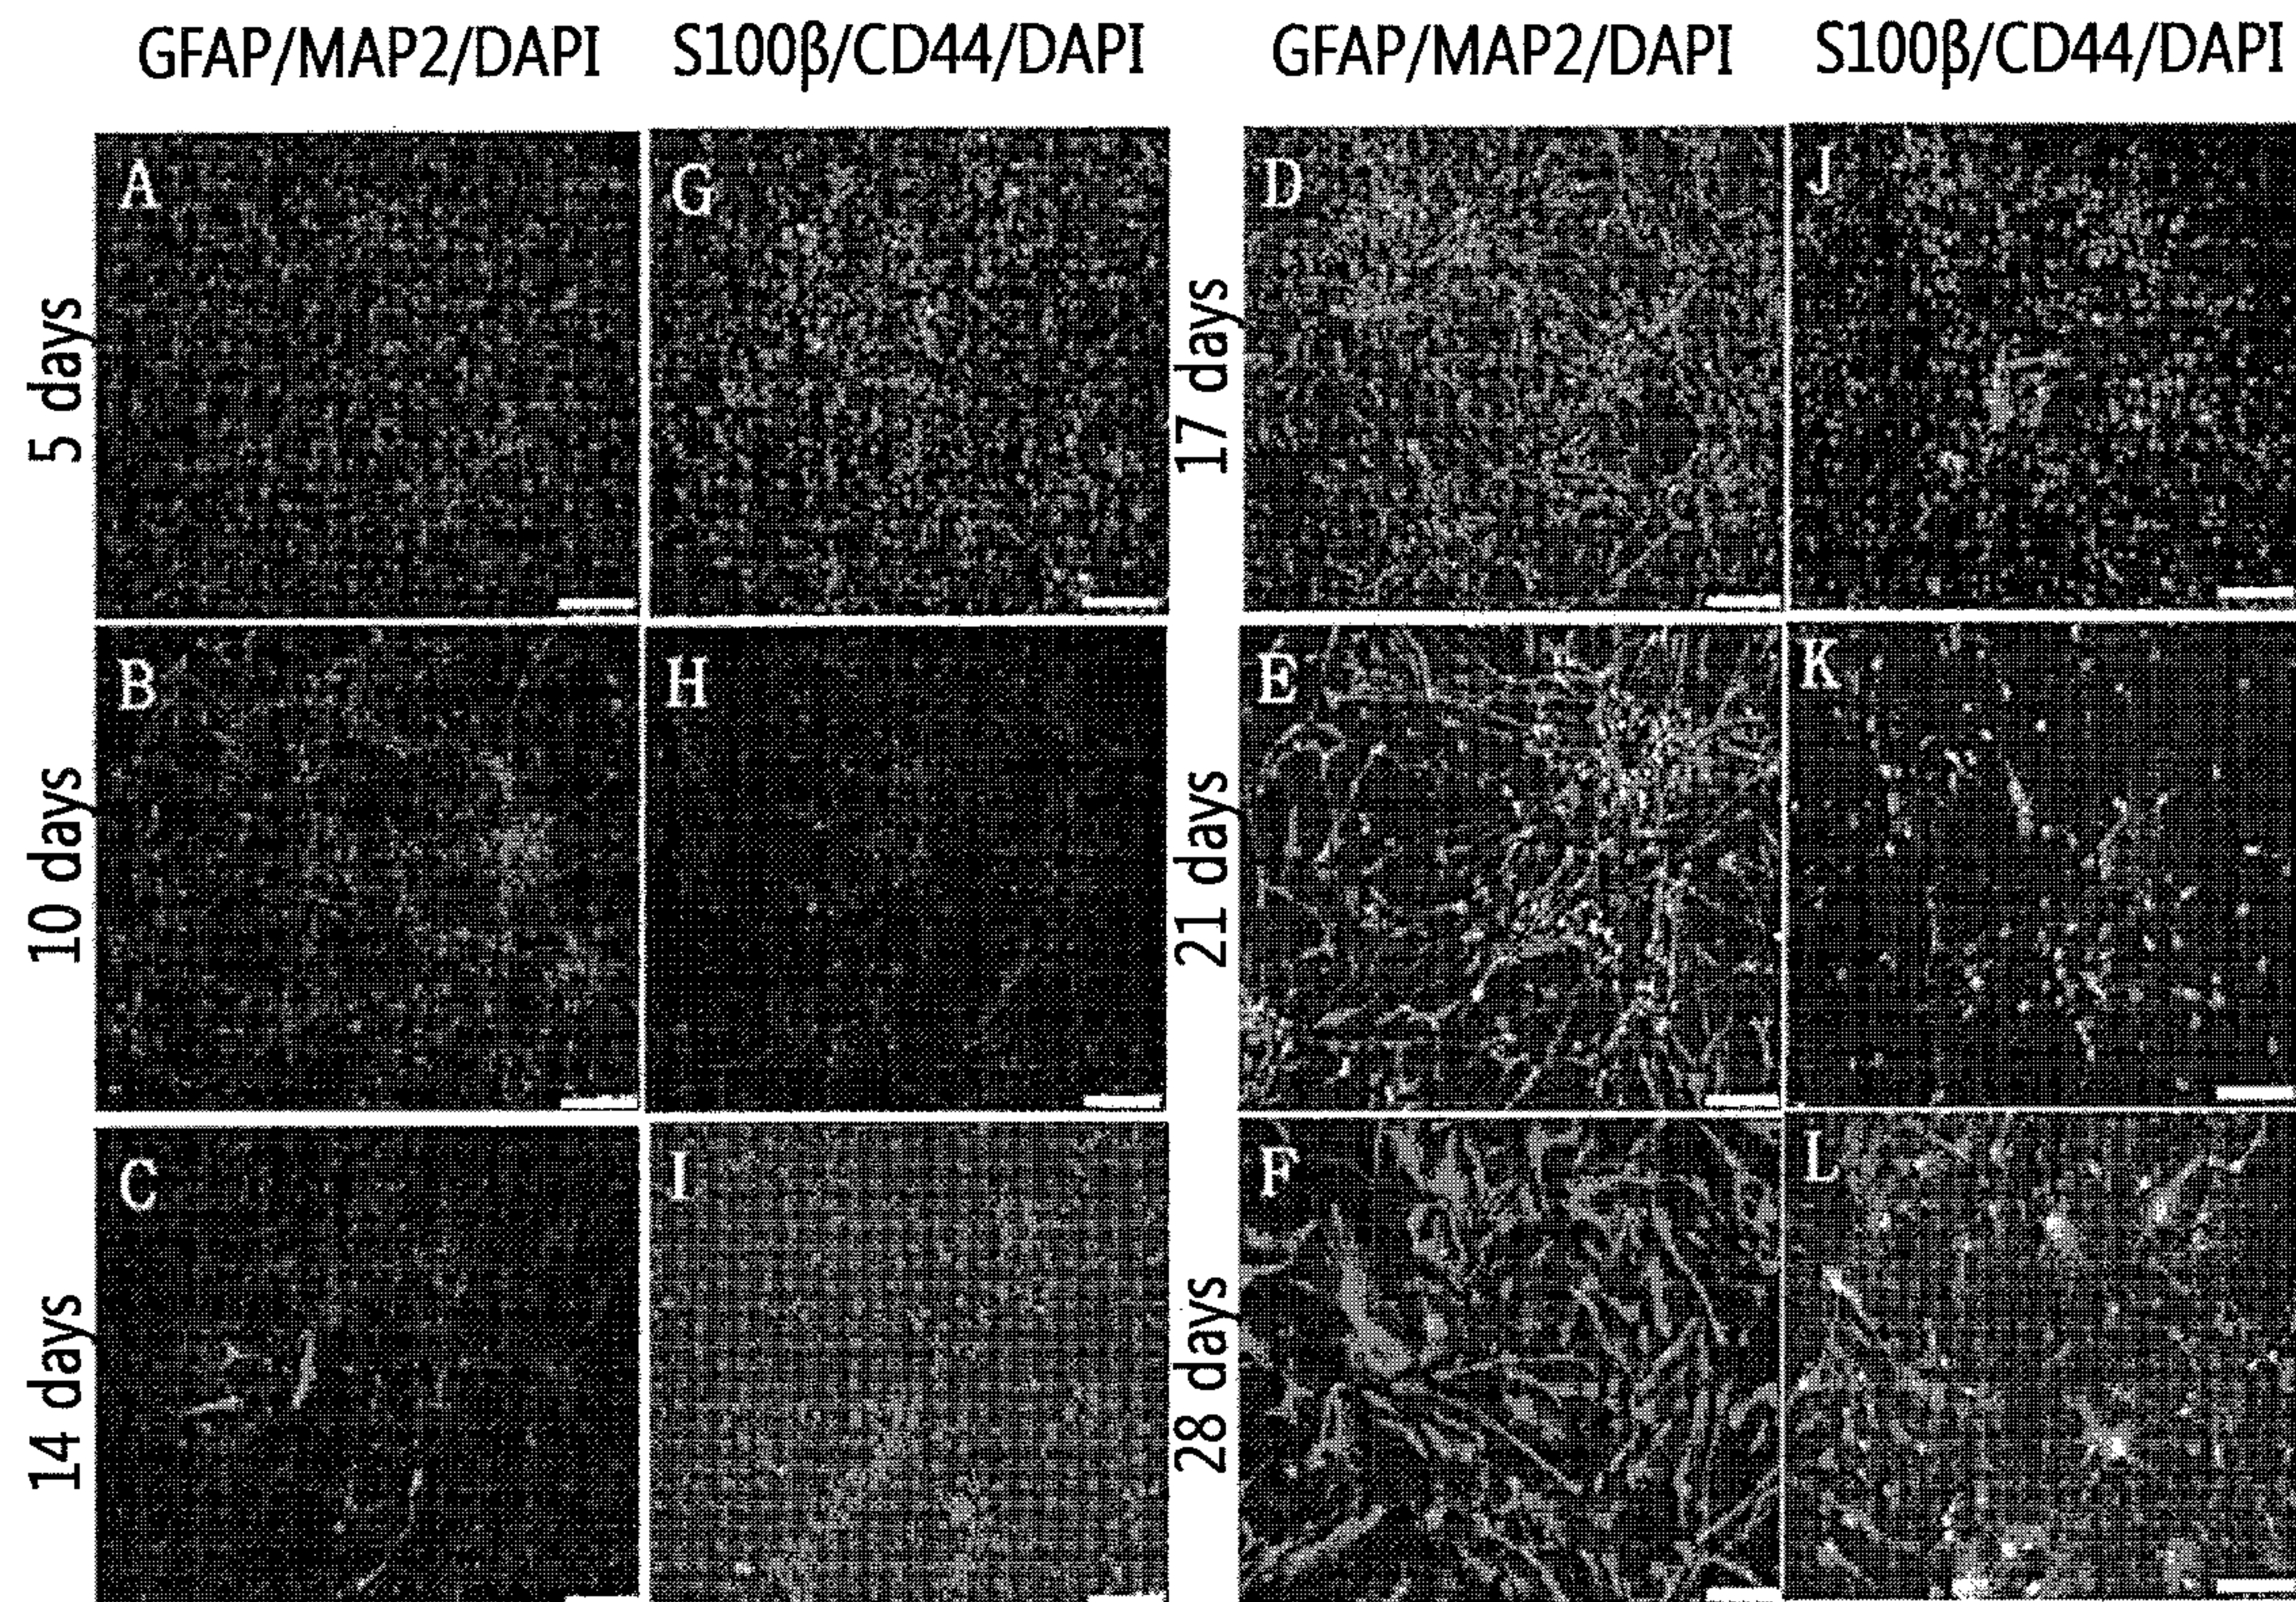 GFAP/MAP2/DAPI S100β/CD44/DAPI GFAP/MAP2/DAPI S100β/CD44/DAPI
5 days A G 17 days D J
10 days B H 21 days E K
14 days C I 28 days F L